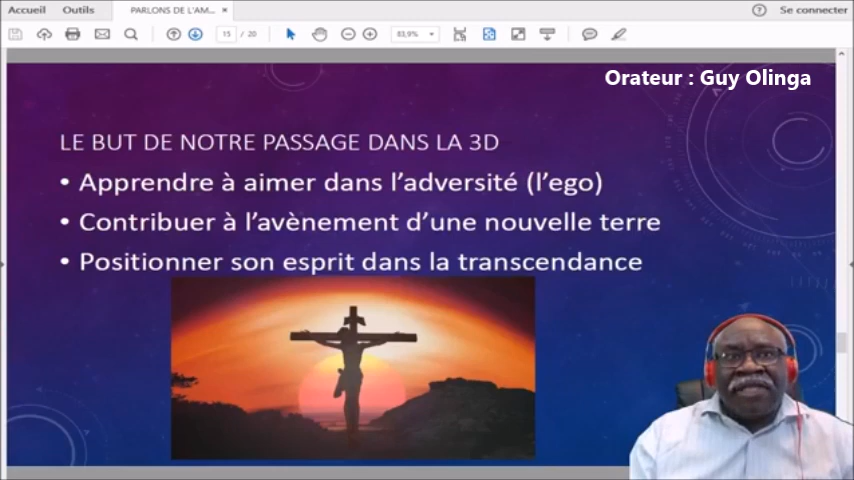 Accueil Outils PARLONS DE L'AM... × Se connecter
15 / 20 83,9%
Orateur : Guy Olinga
LE BUT DE NOTRE PASSAGE DANS LA 3D
• Apprendre à aimer dans l'adversité (l'ego)
• Contribuer à l'avènement d'une nouvelle terre
• Positionner son esprit dans la transcendance